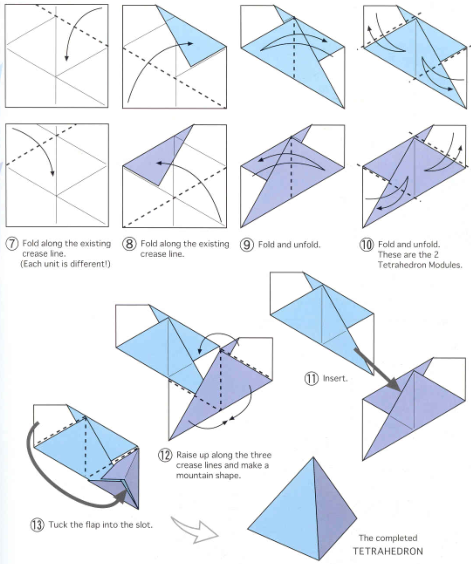 ⑦ Fold along the existing
crease line.
(Each unit is different!)
⑧ Fold along the existing
crease line.
⑨ Fold and unfold.
⑩ Fold and unfold.
These are the 2
Tetrahedron Modules.
⑪ Insert.
⑫ Raise up along the three
crease lines and make a
mountain shape.
⑬ Tuck the flap into the slot.
The completed
TETRAHEDRON